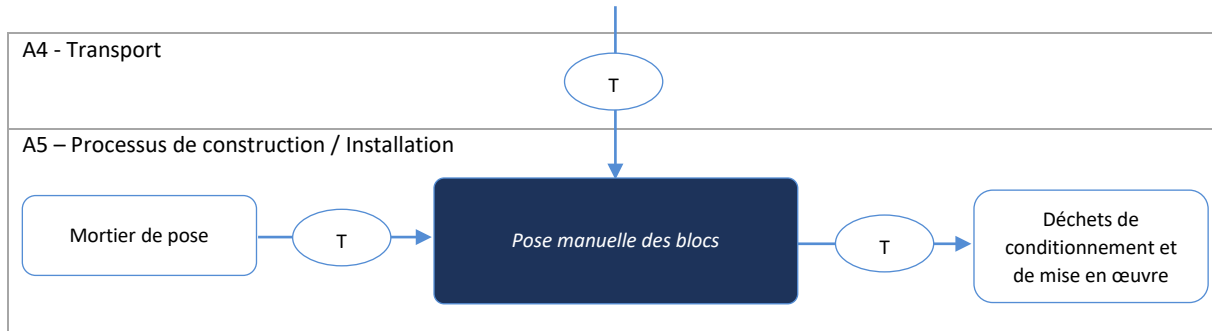 A4 - Transport
T
A5 – Processus de construction / Installation
Mortier de pose
T
Pose manuelle des blocs
T
Déchets de
conditionnement et
de mise en œuvre